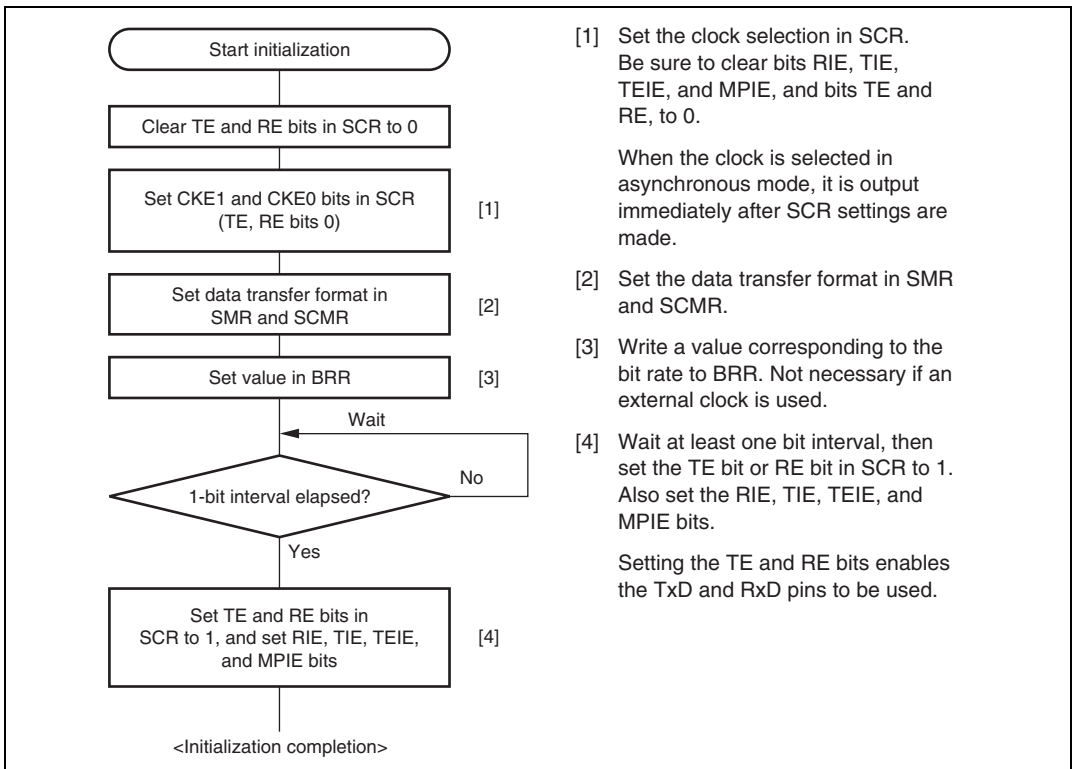 Start initialization
Clear TE and RE bits in SCR to 0
Set CKE1 and CKE0 bits in SCR
(TE, RE bits 0)
[1]
Set data transfer format in
SMR and SCMR
[2]
Set value in BRR
[3]
Wait
1-bit interval elapsed?
No
Yes
Set TE and RE bits in
SCR to 1, and set RIE, TIE, TEIE,
and MPIE bits
[4]
<Initialization completion>
[1] Set the clock selection in SCR.
Be sure to clear bits RIE, TIE,
TEIE, and MPIE, and bits TE and
RE, to 0.
When the clock is selected in
asynchronous mode, it is output
immediately after SCR settings are
made.
[2] Set the data transfer format in SMR
and SCMR.
[3] Write a value corresponding to the
bit rate to BRR. Not necessary if an
external clock is used.
[4] Wait at least one bit interval, then
set the TE bit or RE bit in SCR to 1.
Also set the RIE, TIE, TEIE, and
MPIE bits.
Setting the TE and RE bits enables
the TxD and RxD pins to be used.